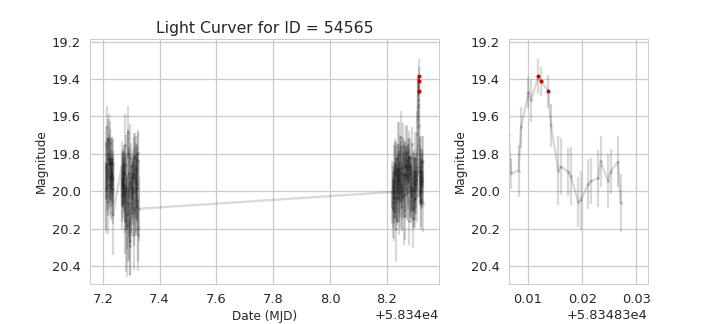 Light Curver for ID = 54565
19.2
19.4
19.6
19.8
20.0
20.2
20.4
Magnitude
7.2 7.4 7.6 7.8 8.0 8.2
Date (MJD) +5.834e4
19.2
19.4
19.6
19.8
20.0
20.2
20.4
Magnitude
0.01 0.02 0.03
+5.83483e4